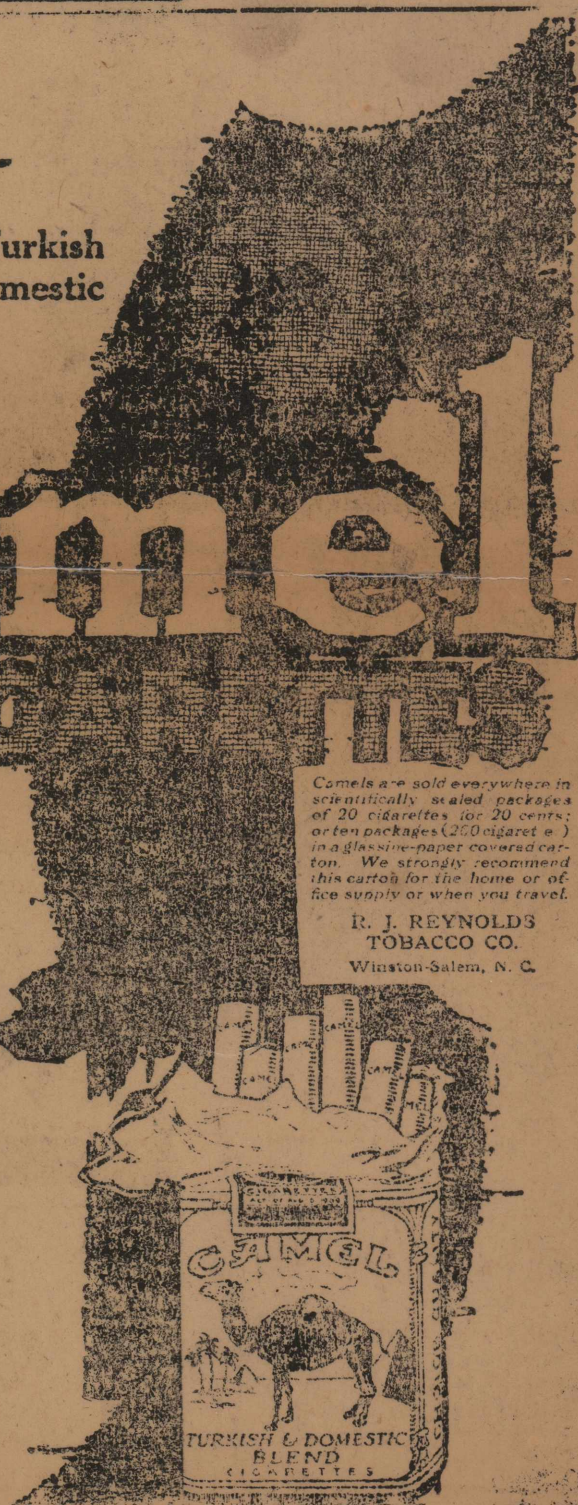 urkish
mestic
mel
GARETTES
Camels are sold everywhere in
scientifically sealed packages
of 20 cigarettes for 20 cents;
or ten packages (200 cigaret e )
in a glassine-paper covered car-
ton. We strongly recommend
this carton for the home or of-
fice supply or when you travel.
R. J. REYNOLDS
TOBACCO CO.
Winston-Salem, N. C.
CIGARETTES
CAMEL
TURKISH & DOMESTIC
BLEND
CIGARETTES